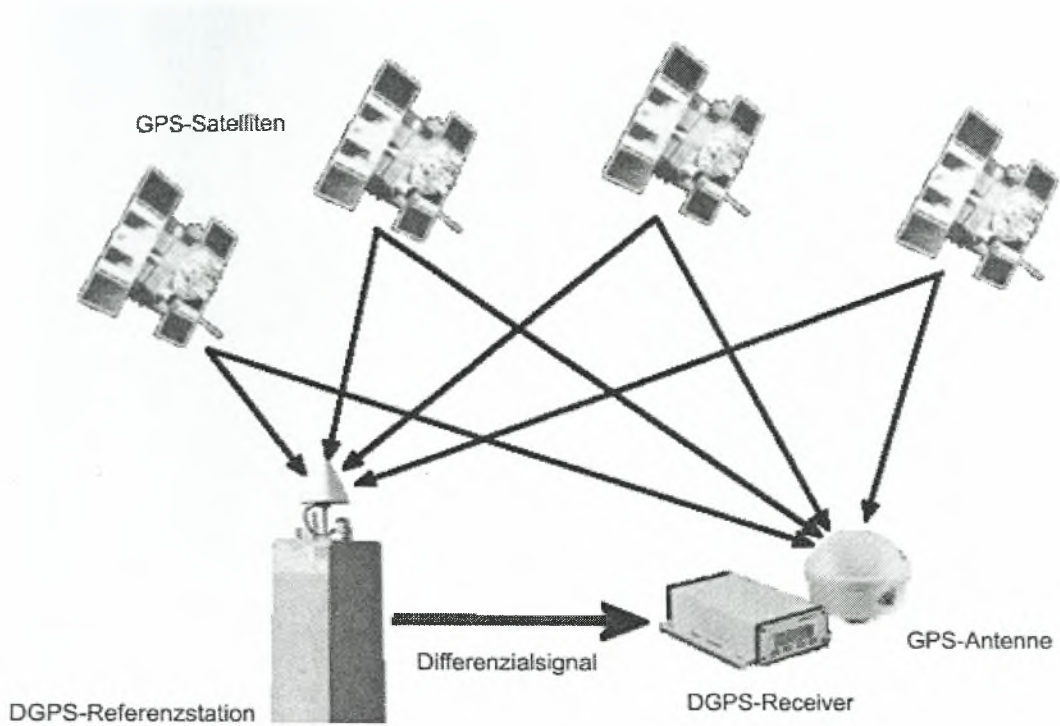 GPS-Satelliten
Differenzialsignal
GPS-Antenne
DGPS-Receiver
DGPS-Referenzstation